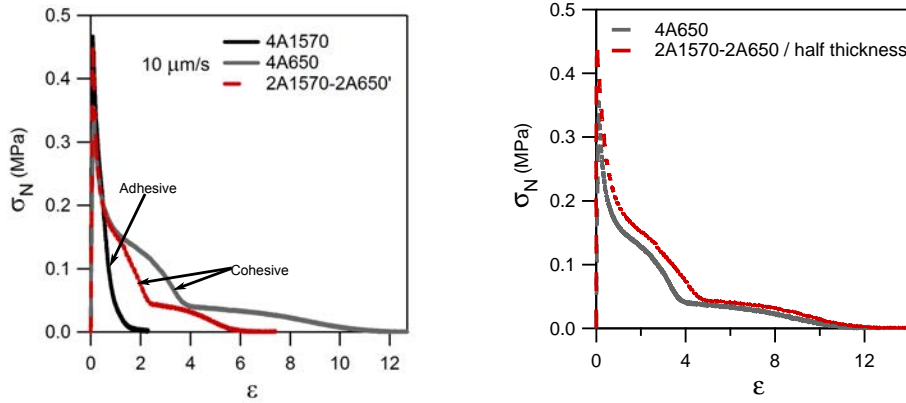 0.5
0.4
0.3
0.2
0.1
0.0
σN (MPa)
4A1570
4A650
2A1570-2A650'
10 μm/s
Adhesive
Cohesive
0 2 4 6 8 10 12
ε
0.5
0.4
0.3
0.2
0.1
0.0
σN (MPa)
4A650
2A1570-2A650 / half thickness
0 4 8 12
ε